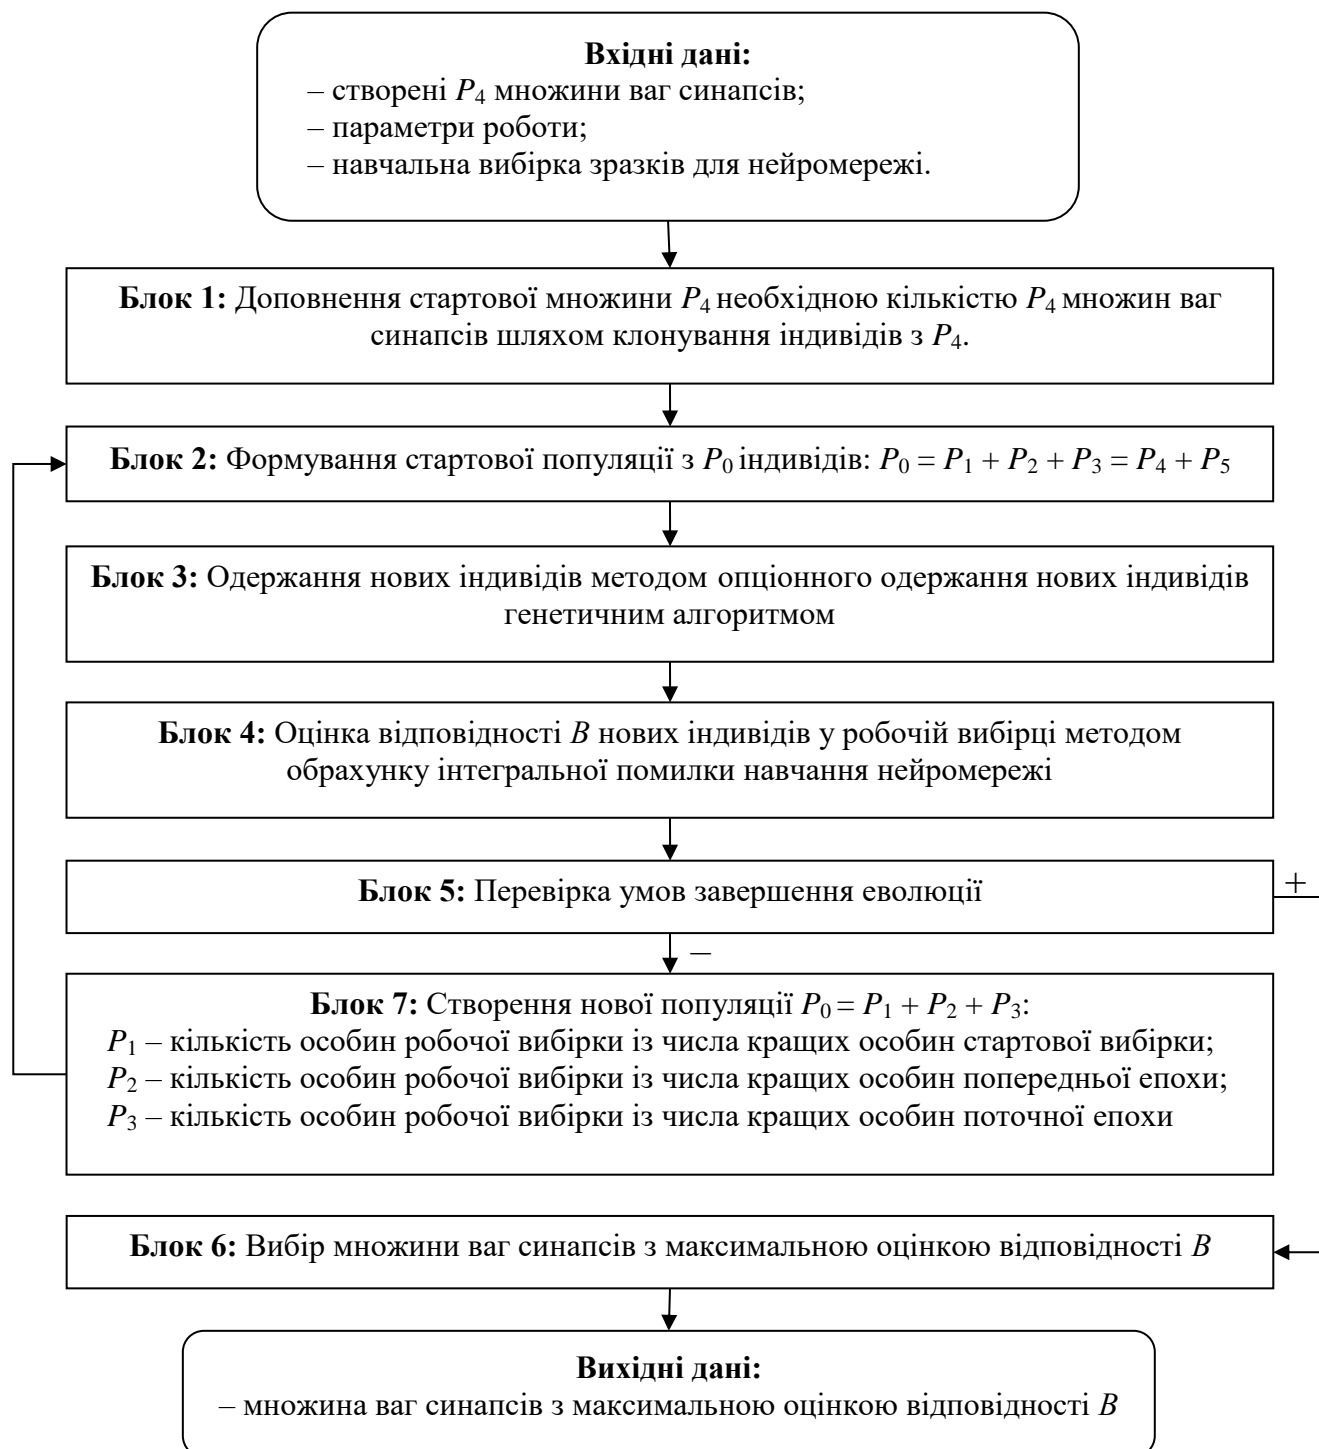 Вхідні дані:
– створені P4 множини ваг синапсів;
– параметри роботи;
– навчальна вибірка зразків для нейромережі.
Блок 1: Доповнення стартової множини P4 необхідною кількістю P4 множин ваг
синапсів шляхом клонування індивідів з P4.
Блок 2: Формування стартової популяції з P0 індивідів: P0 = P1 + P2 + P3 = P4 + P5
Блок 3: Одержання нових індивідів методом опціонного одержання нових індивідів
генетичним алгоритмом
Блок 4: Оцінка відповідності B нових індивідів у робочій вибірці методом
обрахунку інтегральної помилки навчання нейромережі
Блок 5: Перевірка умов завершення еволюції
+
–
Блок 7: Створення нової популяції P0 = P1 + P2 + P3:
P1 – кількість особин робочої вибірки із числа кращих особин стартової вибірки;
P2 – кількість особин робочої вибірки із числа кращих особин попередньої епохи;
P3 – кількість особин робочої вибірки із числа кращих особин поточної епохи
Блок 6: Вибір множини ваг синапсів з максимальною оцінкою відповідності B
Вихідні дані:
– множина ваг синапсів з максимальною оцінкою відповідності B